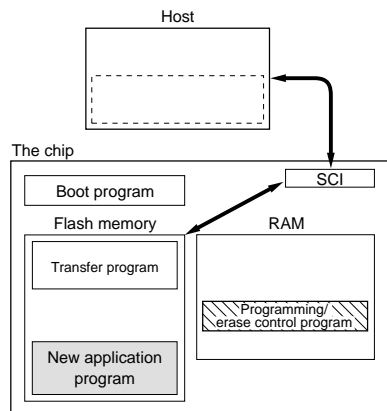 Host
The chip
SCI
Boot program
Flash memory
RAM
Transfer program
Programming/
erase control program
New application
program